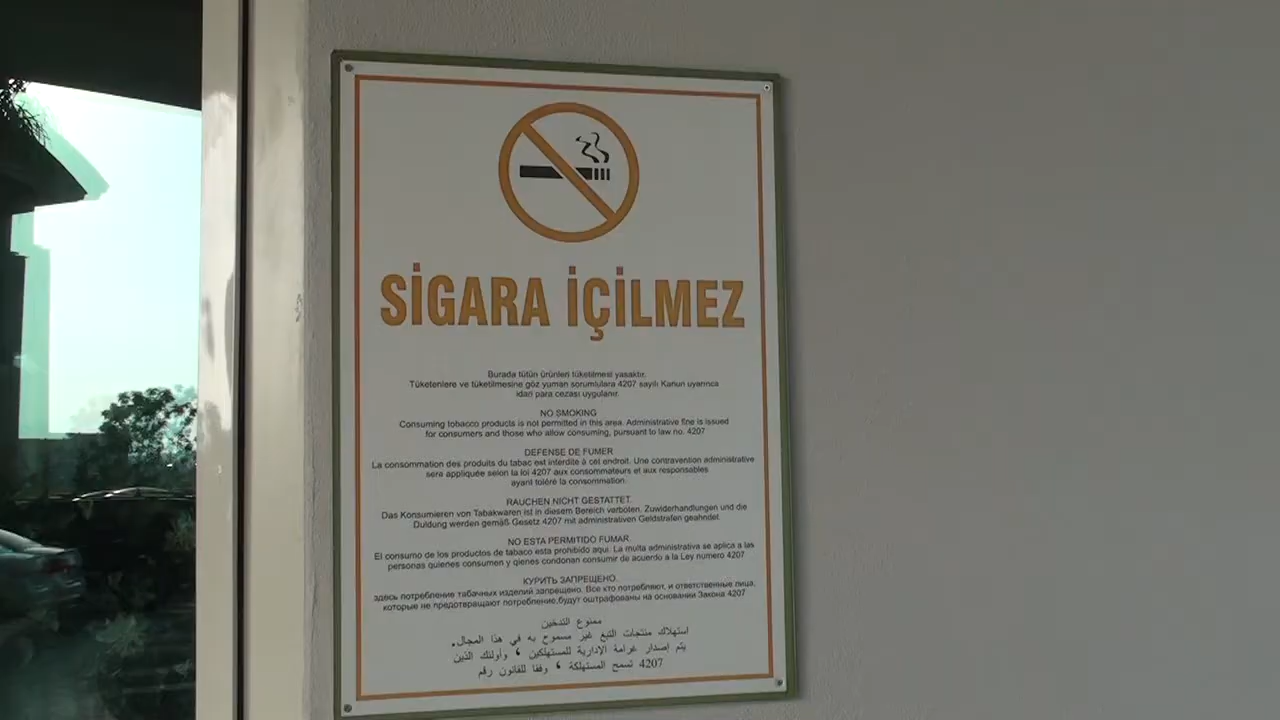 SİGARA İÇİLMEZ
Burada tütün ürünleri tüketilmesi yasaktır.
Tüketenlere ve tüketilmesine göz yuman sorumlulara 4207 sayılı Kanun uyarınca
idari para cezası uygulanır.
NO SMOKING
Consuming tobacco products is not permitted in this area. Administrative fine is issued
for consumers and those who allow consuming, pursuant to law no. 4207
DEFENSE DE FUMER
La consommation des produits du tabac est interdite à cet endroit. Une contravention administrative
sera appliquée selon la loi 4207 aux consommateurs et aux responsables
ayant toléré la consommation.
RAUCHEN NICHT GESTATTET.
Das Konsumieren von Tabakwaren ist in diesem Bereich verboten. Zuwiderhandlungen und die
Duldung werden gemäß Gesetz 4207 mit administrativen Geldstrafen geahndet.
NO ESTA PERMITIDO FUMAR.
El consumo de los productos de tabaco esta prohibido aqui. La multa administrativa se aplica a las
personas quienes consumen y qienes condonan consumir de acuerdo a la Ley número 4207
КУРИТЬ ЗАПРЕЩЕНО.
здесь потребление табачных изделий запрещено. Все кто потребляют, и ответственные лица,
которые не предотвращают потребление,будут оштрафованы на основании Закона 4207
ممنوع التدخين
استهلاك منتجات التبغ غير مسموح به في هذا المجال.
يتم إصدار غرامة الإدارية للمستهلكين ، وأولئك الذين
4207 تسمح المستهلكة ، وفقا للقانون رقم